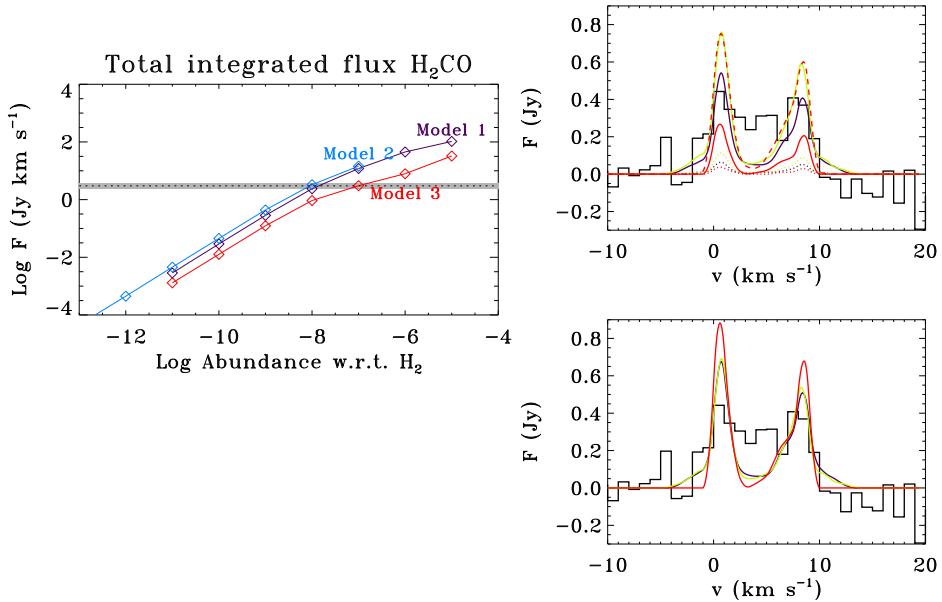 Total integrated flux H₂CO
Log F (Jy km s⁻¹)
4
2
0
−2
−4
Model 1
Model 2
Model 3
−12 −10 −8 −6 −4
Log Abundance w.r.t. H₂
F (Jy)
0.8
0.6
0.4
0.2
0.0
−0.2
−10 0 10 20
v (km s⁻¹)
F (Jy)
0.8
0.6
0.4
0.2
0.0
−0.2
−10 0 10 20
v (km s⁻¹)